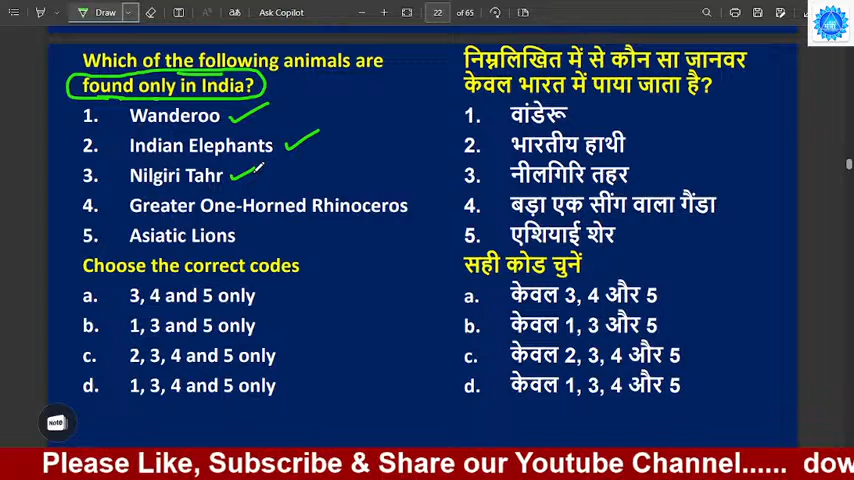 Draw
Ask Copilot
22 of 65
Which of the following animals are
found only in India?
1. Wanderoo
2. Indian Elephants
3. Nilgiri Tahr
4. Greater One-Horned Rhinoceros
5. Asiatic Lions
Choose the correct codes
a. 3, 4 and 5 only
b. 1, 3 and 5 only
c. 2, 3, 4 and 5 only
d. 1, 3, 4 and 5 only
निम्नलिखित में से कौन सा जानवर
केवल भारत में पाया जाता है?
1. वांडेरू
2. भारतीय हाथी
3. नीलगिरि तहर
4. बड़ा एक सींग वाला गैंडा
5. एशियाई शेर
सही कोड चुनें
a. केवल 3, 4 और 5
b. केवल 1, 3 और 5
c. केवल 2, 3, 4 और 5
d. केवल 1, 3, 4 और 5
Note
Please Like, Subscribe & Share our Youtube Channel...... dow